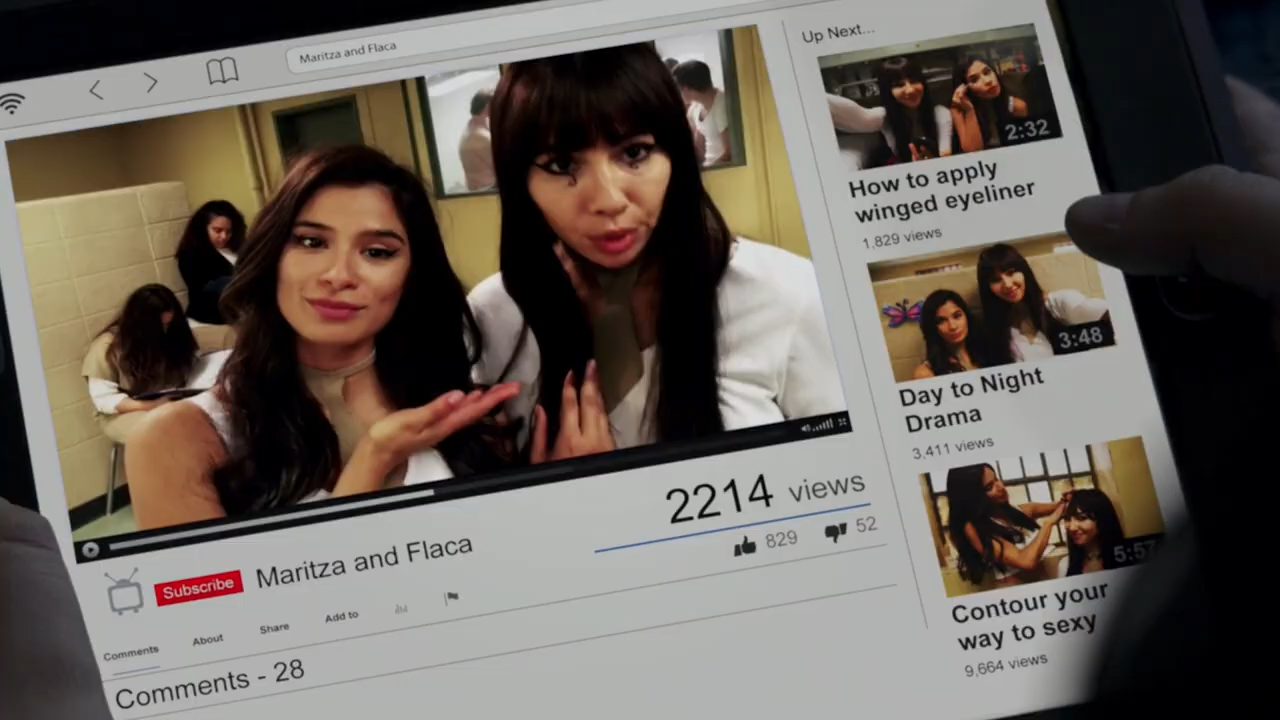 Maritza and Flaca
Up Next...
2:32
How to apply
winged eyeliner
1,829 views
3:48
Day to Night
Drama
3,411 views
5:57
Contour your
way to sexy
9,664 views
2214 views
829 52
Subscribe Maritza and Flaca
Comments About Share Add to
Comments - 28